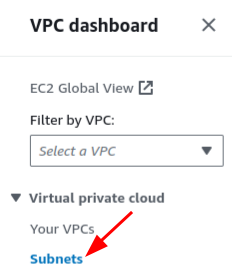 VPC dashboard
EC2 Global View
Filter by VPC:
Select a VPC
Virtual private cloud
Your VPCs
Subnets